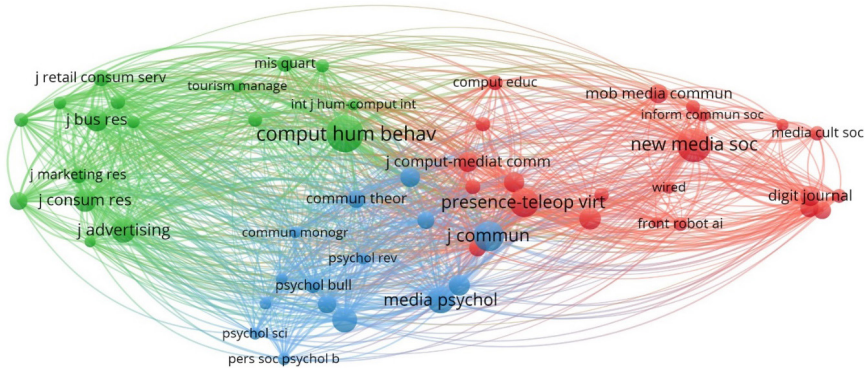 mis quart
j retail consum serv
tourism manage
comput educ
mob media commun
int j hum-comput int
inform commun soc
j bus res
comput hum behav
media cult soc
new media soc
j comput-mediat comm
j marketing res
wired
j consum res
commun theor
presence-teleop virt
digit journal
front robot ai
j advertising
commun monogr
j commun
psychol rev
psychol bull
media psychol
psychol sci
pers soc psychol b